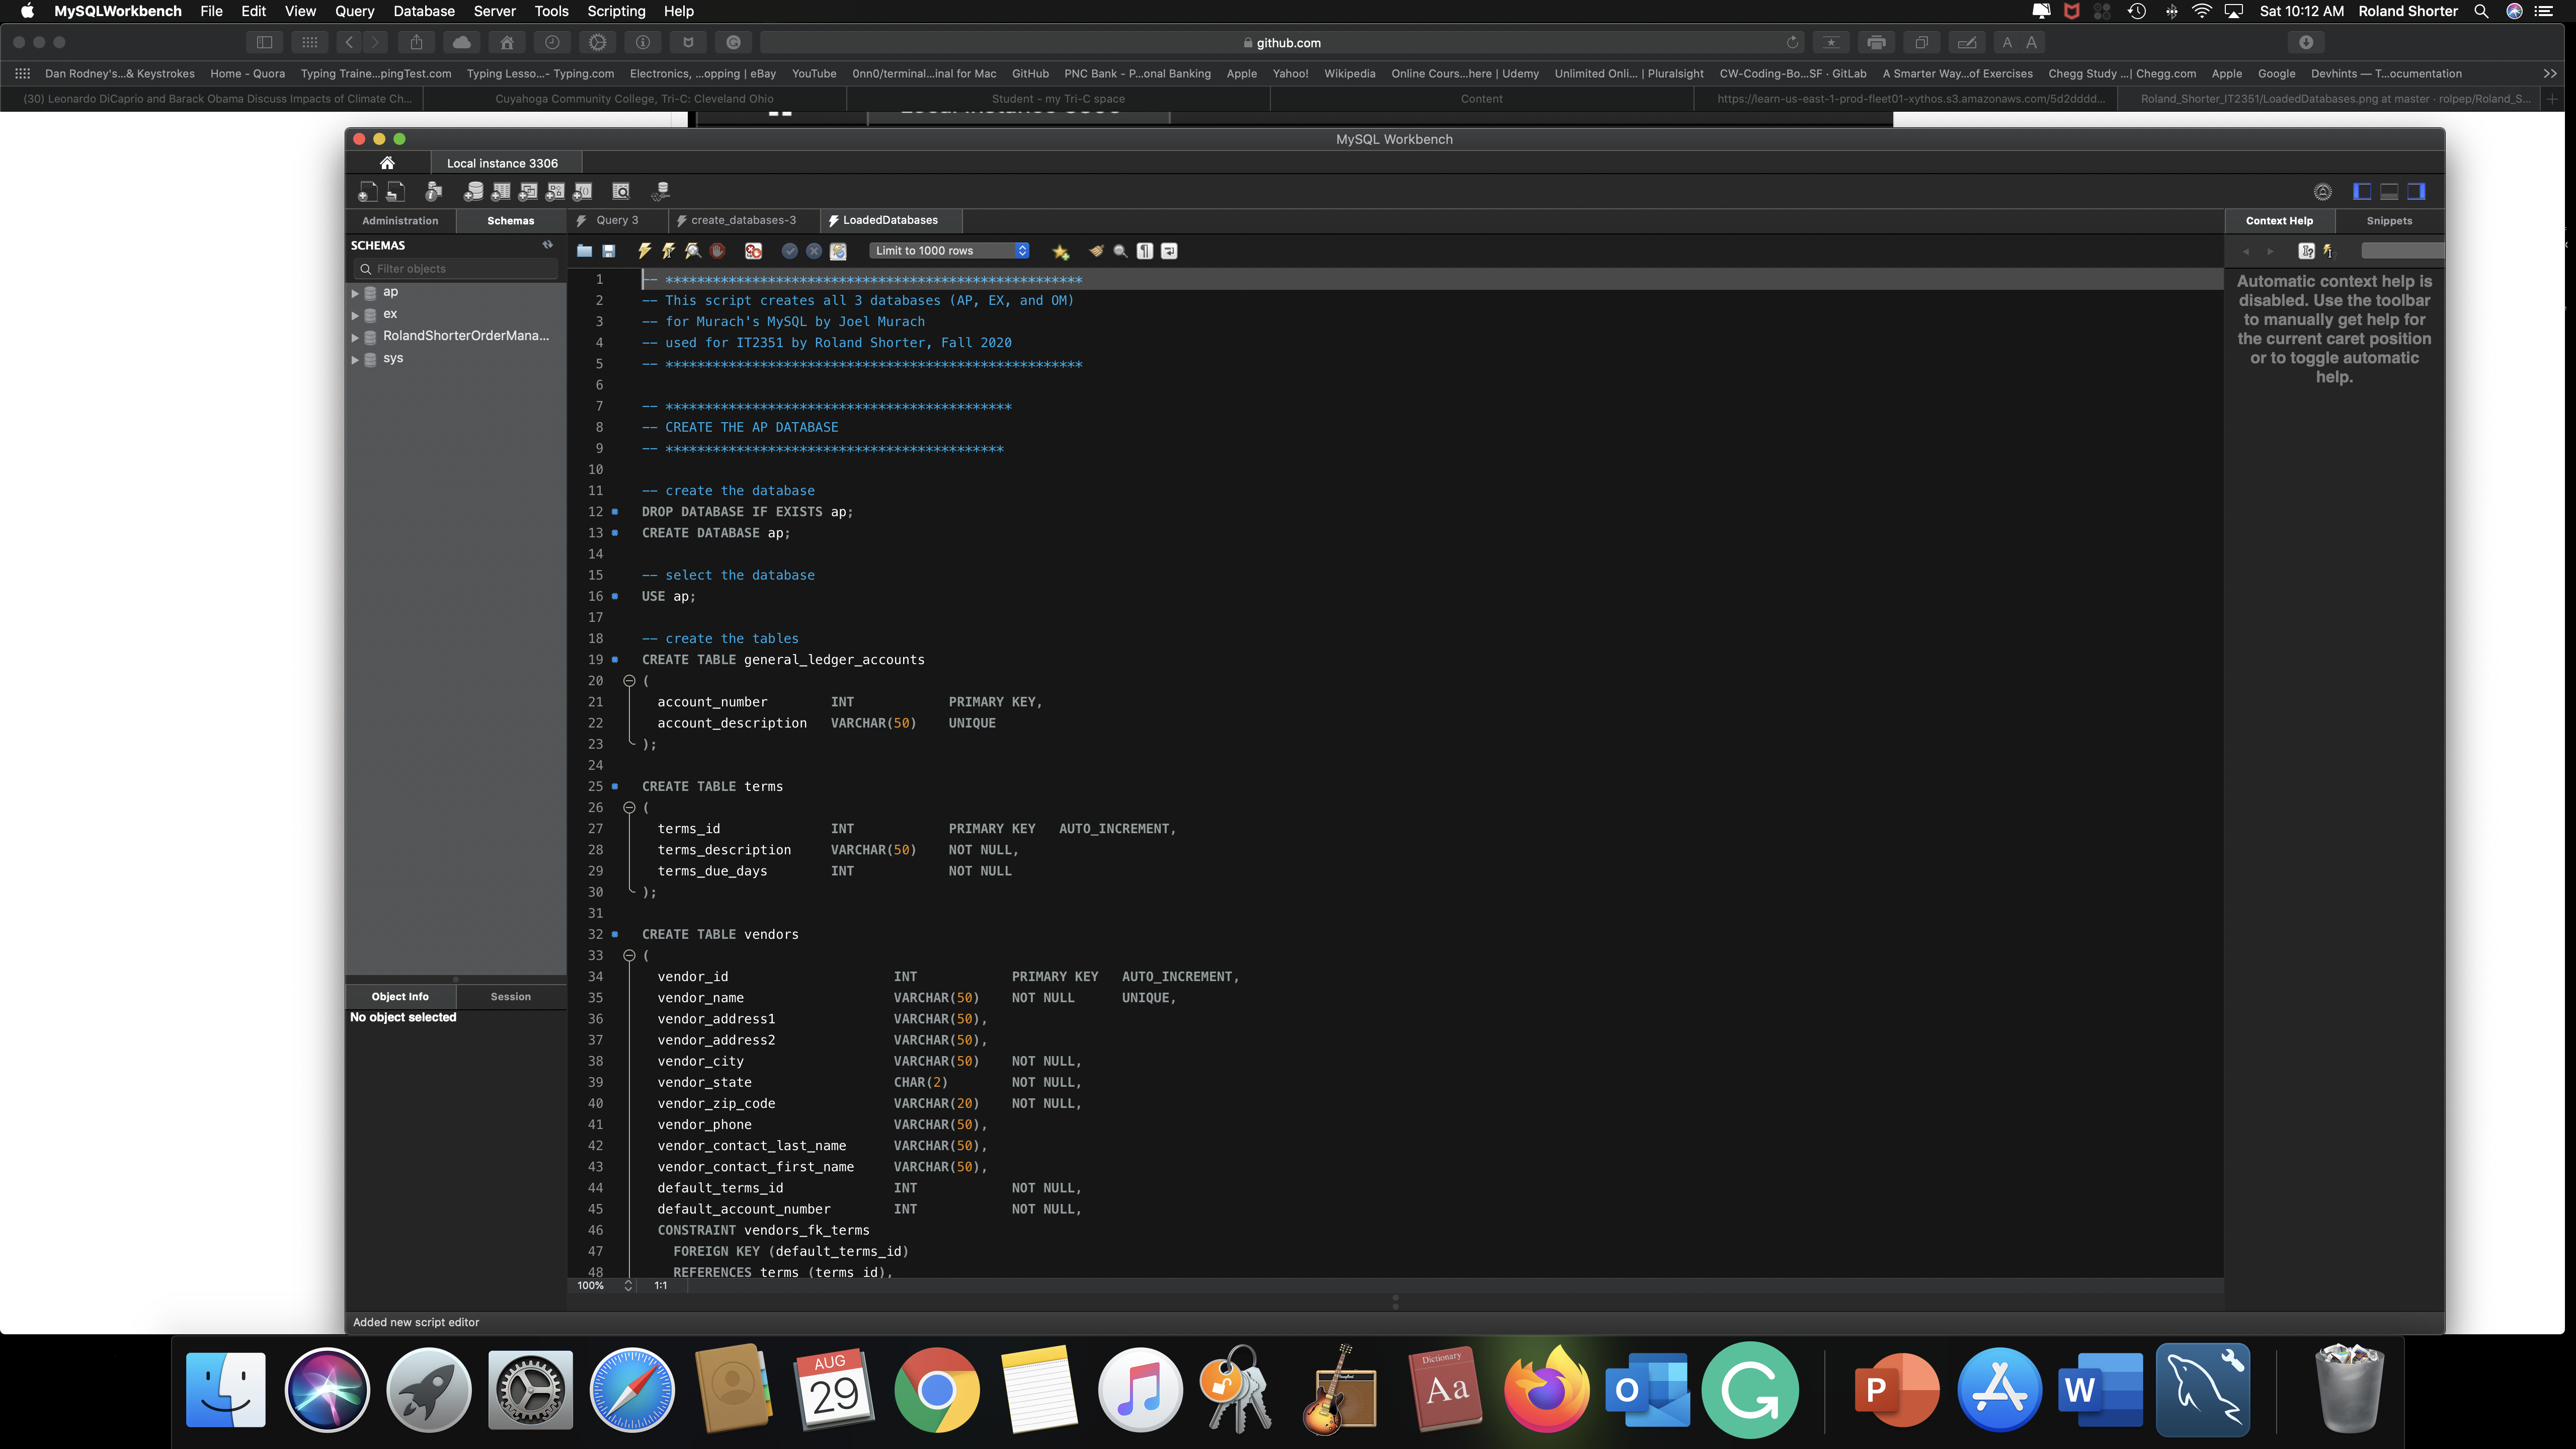 MySQLWorkbench File Edit View Query Database Server Tools Scripting Help Sat 10:12 AM Roland Shorter
github.com A A
Dan Rodney's...& Keystrokes Home - Quora Typing Traine...pingTest.com Typing Lesso...- Typing.com Electronics, ...opping | eBay YouTube 0nn0/terminal...inal for Mac GitHub PNC Bank - P...onal Banking Apple Yahoo! Wikipedia Online Cours...here | Udemy Unlimited Onli... | Pluralsight CW-Coding-Bo...SF · GitLab A Smarter Way...of Exercises Chegg Study ...| Chegg.com Apple Google Devhints — T...ocumentation >>
(30) Leonardo DiCaprio and Barack Obama Discuss Impacts of Climate Ch... Cuyahoga Community College, Tri-C: Cleveland Ohio Student - my Tri-C space Content https://learn-us-east-1-prod-fleet01-xythos.s3.amazonaws.com/5d2dddd... Roland_Shorter_IT2351/LoadedDatabases.png at master · rolpep/Roland_S...
MySQL Workbench
Local instance 3306
Administration Schemas Query 3 create_databases-3 LoadedDatabases Context Help Snippets
SCHEMAS
Limit to 1000 rows
Filter objects
ap
ex
RolandShorterOrderMana...
sys
Object Info Session
No object selected
1 -- *****************************************************
2 -- This script creates all 3 databases (AP, EX, and OM)
3 -- for Murach's MySQL by Joel Murach
4 -- used for IT2351 by Roland Shorter, Fall 2020
5 -- *****************************************************
6
7 -- ********************************************
8 -- CREATE THE AP DATABASE
9 -- *******************************************
10
11 -- create the database
12 DROP DATABASE IF EXISTS ap;
13 CREATE DATABASE ap;
14
15 -- select the database
16 USE ap;
17
18 -- create the tables
19 CREATE TABLE general_ledger_accounts
20 (
21 account_number INT PRIMARY KEY,
22 account_description VARCHAR(50) UNIQUE
23 );
24
25 CREATE TABLE terms
26 (
27 terms_id INT PRIMARY KEY AUTO_INCREMENT,
28 terms_description VARCHAR(50) NOT NULL,
29 terms_due_days INT NOT NULL
30 );
31
32 CREATE TABLE vendors
33 (
34 vendor_id INT PRIMARY KEY AUTO_INCREMENT,
35 vendor_name VARCHAR(50) NOT NULL UNIQUE,
36 vendor_address1 VARCHAR(50),
37 vendor_address2 VARCHAR(50),
38 vendor_city VARCHAR(50) NOT NULL,
39 vendor_state CHAR(2) NOT NULL,
40 vendor_zip_code VARCHAR(20) NOT NULL,
41 vendor_phone VARCHAR(50),
42 vendor_contact_last_name VARCHAR(50),
43 vendor_contact_first_name VARCHAR(50),
44 default_terms_id INT NOT NULL,
45 default_account_number INT NOT NULL,
46 CONSTRAINT vendors_fk_terms
47 FOREIGN KEY (default_terms_id)
48 REFERENCES terms (terms_id),
100% 1:1
Automatic context help is
disabled. Use the toolbar
to manually get help for
the current caret position
or to toggle automatic
help.
Added new script editor
AUG
29
Dictionary
Aa
O
G
P
W